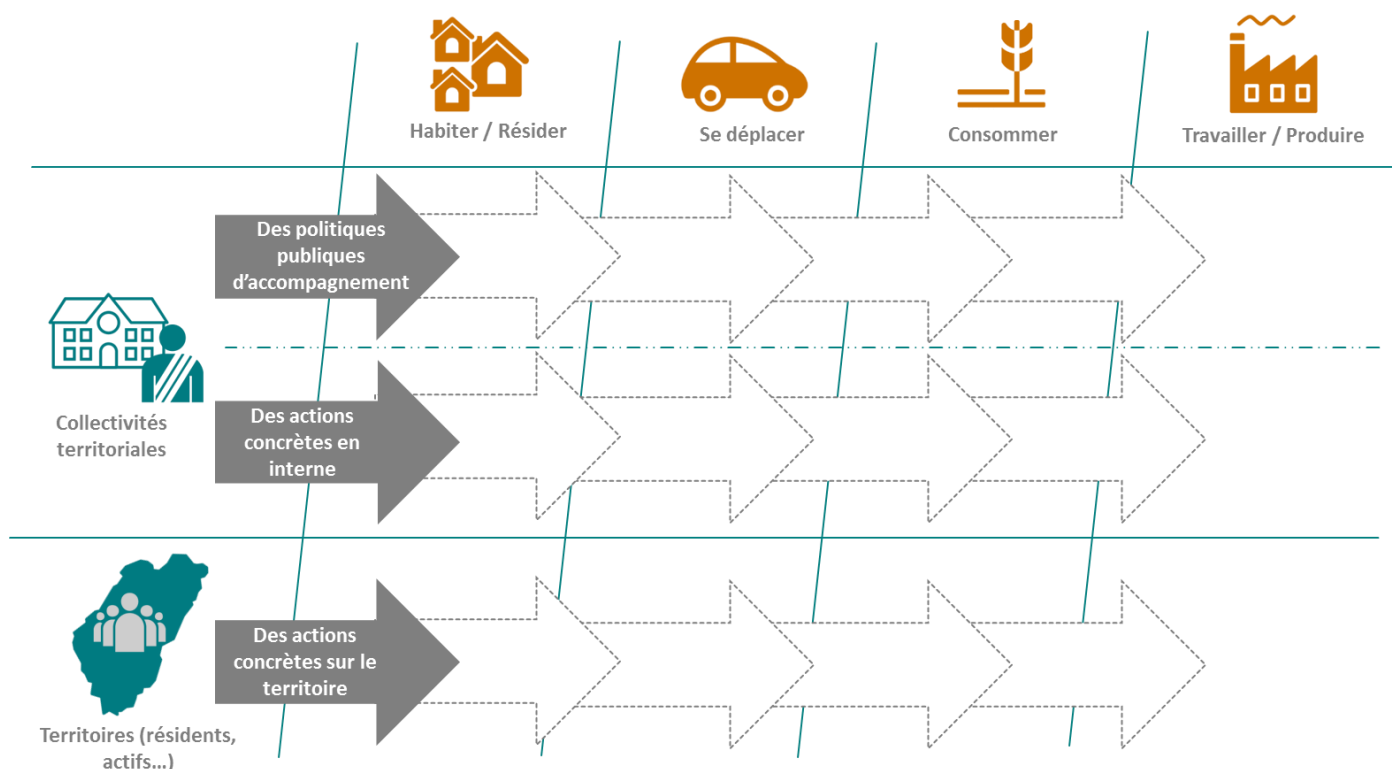 Habiter / Résider
Se déplacer
Consommer
Travailler / Produire
Des politiques
publiques
d'accompagnement
Collectivités
territoriales
Des actions
concrètes en
interne
Des actions
concrètes sur le
territoire
Territoires (résidents,
actifs…)